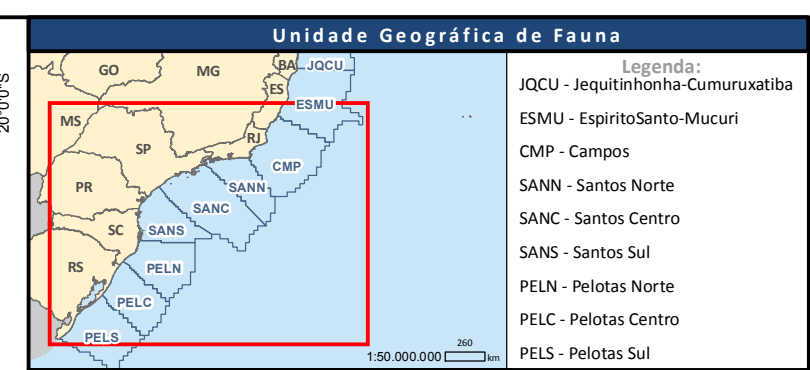 20°0'0"S
Unidade Geográfica de Fauna
GO
MG
BA
JQCU
ES
ESMU
MS
SP
RJ
CMP
PR
SANN
SANC
SC
SANS
RS
PELN
PELC
PELS
260
1:50.000.000 km
Legenda:
JQCU - Jequitinhonha-Cumuruxatiba
ESMU - EspiritoSanto-Mucuri
CMP - Campos
SANN - Santos Norte
SANC - Santos Centro
SANS - Santos Sul
PELN - Pelotas Norte
PELC - Pelotas Centro
PELS - Pelotas Sul